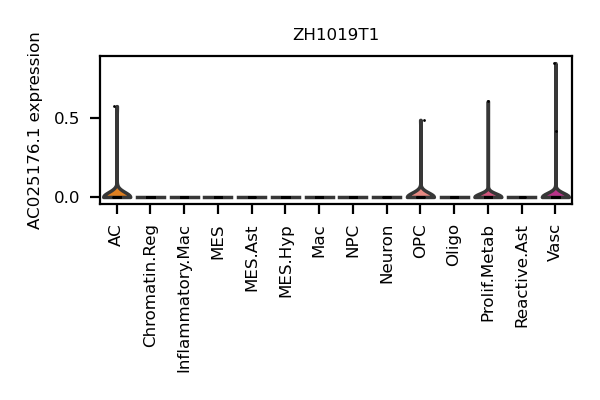 ZH1019T1
AC025176.1 expression
0.5
0.0
AC
Chromatin.Reg
Inflammatory.Mac
MES
MES.Ast
MES.Hyp
Mac
NPC
Neuron
OPC
Oligo
Prolif.Metab
Reactive.Ast
Vasc